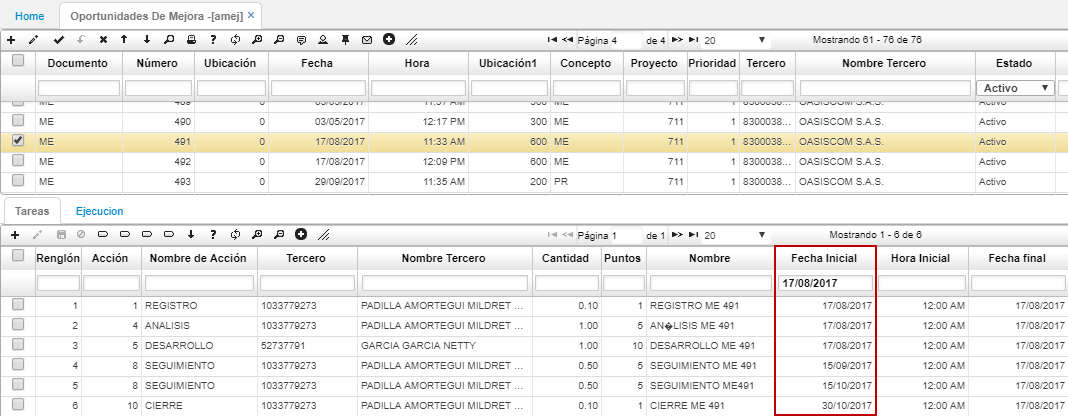 Home Oportunidades De Mejora -[amej] ✕
Página 4 de 4 20 Mostrando 61 - 76 de 76
Documento Número Ubicación Fecha Hora Ubicación1 Concepto Proyecto Prioridad Tercero Nombre Tercero Estado
Activo
ME 489 0 03/05/2017 11:57 AM 300 ME 711 1 8300038... OASISCOM S.A.S. Activo
ME 490 0 03/05/2017 12:17 PM 300 ME 711 1 8300038... OASISCOM S.A.S. Activo
ME 491 0 17/08/2017 11:33 AM 600 ME 711 1 8300038... OASISCOM S.A.S. Activo
ME 492 0 17/08/2017 12:09 PM 600 ME 711 1 8300038... OASISCOM S.A.S. Activo
ME 493 0 29/09/2017 11:35 AM 200 PR 711 1 8300038... OASISCOM S.A.S. Activo
Tareas Ejecucion
Página 1 de 1 20 Mostrando 1 - 6 de 6
Renglón Acción Nombre de Acción Tercero Nombre Tercero Cantidad Puntos Nombre Fecha Inicial Hora Inicial Fecha final
17/08/2017
1 1 REGISTRO 1033779273 PADILLA AMORTEGUI MILDRET ... 0.10 1 REGISTRO ME 491 17/08/2017 12:00 AM 17/08/2017
2 4 ANALISIS 1033779273 PADILLA AMORTEGUI MILDRET ... 1.00 5 AN�LISIS ME 491 17/08/2017 12:00 AM 17/08/2017
3 5 DESARROLLO 52737791 GARCIA GARCIA NETTY 1.00 10 DESARROLLO ME 491 17/08/2017 12:00 AM 17/08/2017
4 8 SEGUIMIENTO 1033779273 PADILLA AMORTEGUI MILDRET ... 0.50 5 SEGUIMIENTO ME 491 15/09/2017 12:00 AM 17/08/2017
5 8 SEGUIMIENTO 1033779273 PADILLA AMORTEGUI MILDRET ... 0.50 5 SEGUIMIENTO ME491 15/10/2017 12:00 AM 17/08/2017
6 10 CIERRE 1033779273 PADILLA AMORTEGUI MILDRET ... 0.10 1 CIERRE ME 491 30/10/2017 12:00 AM 17/08/2017